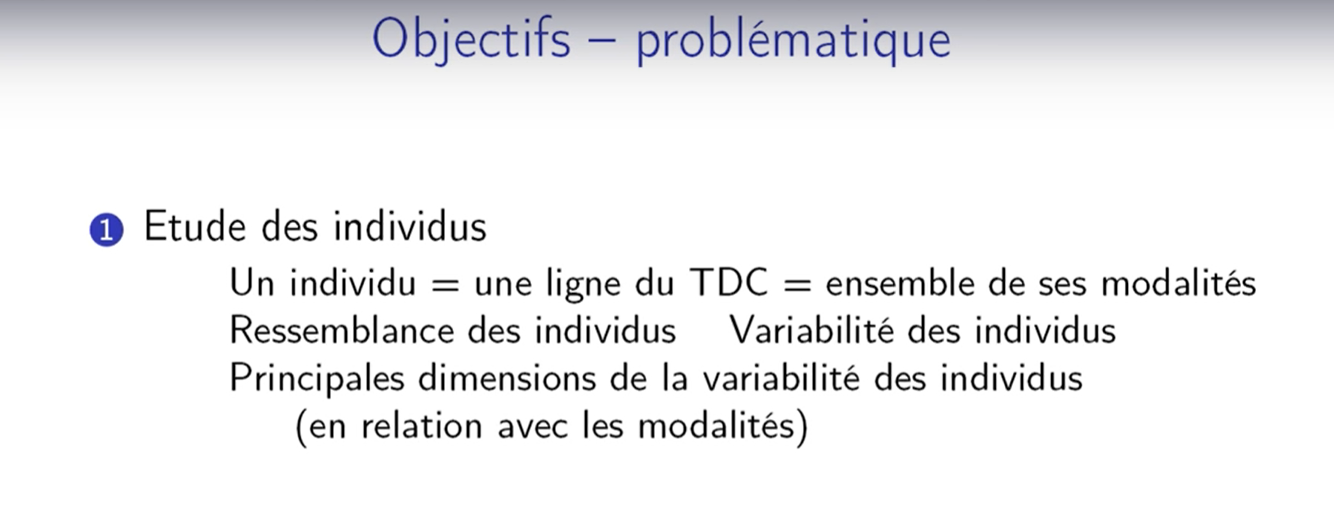 Objectifs – problématique
1 Etude des individus
Un individu = une ligne du TDC = ensemble de ses modalités
Ressemblance des individus Variabilité des individus
Principales dimensions de la variabilité des individus
(en relation avec les modalités)